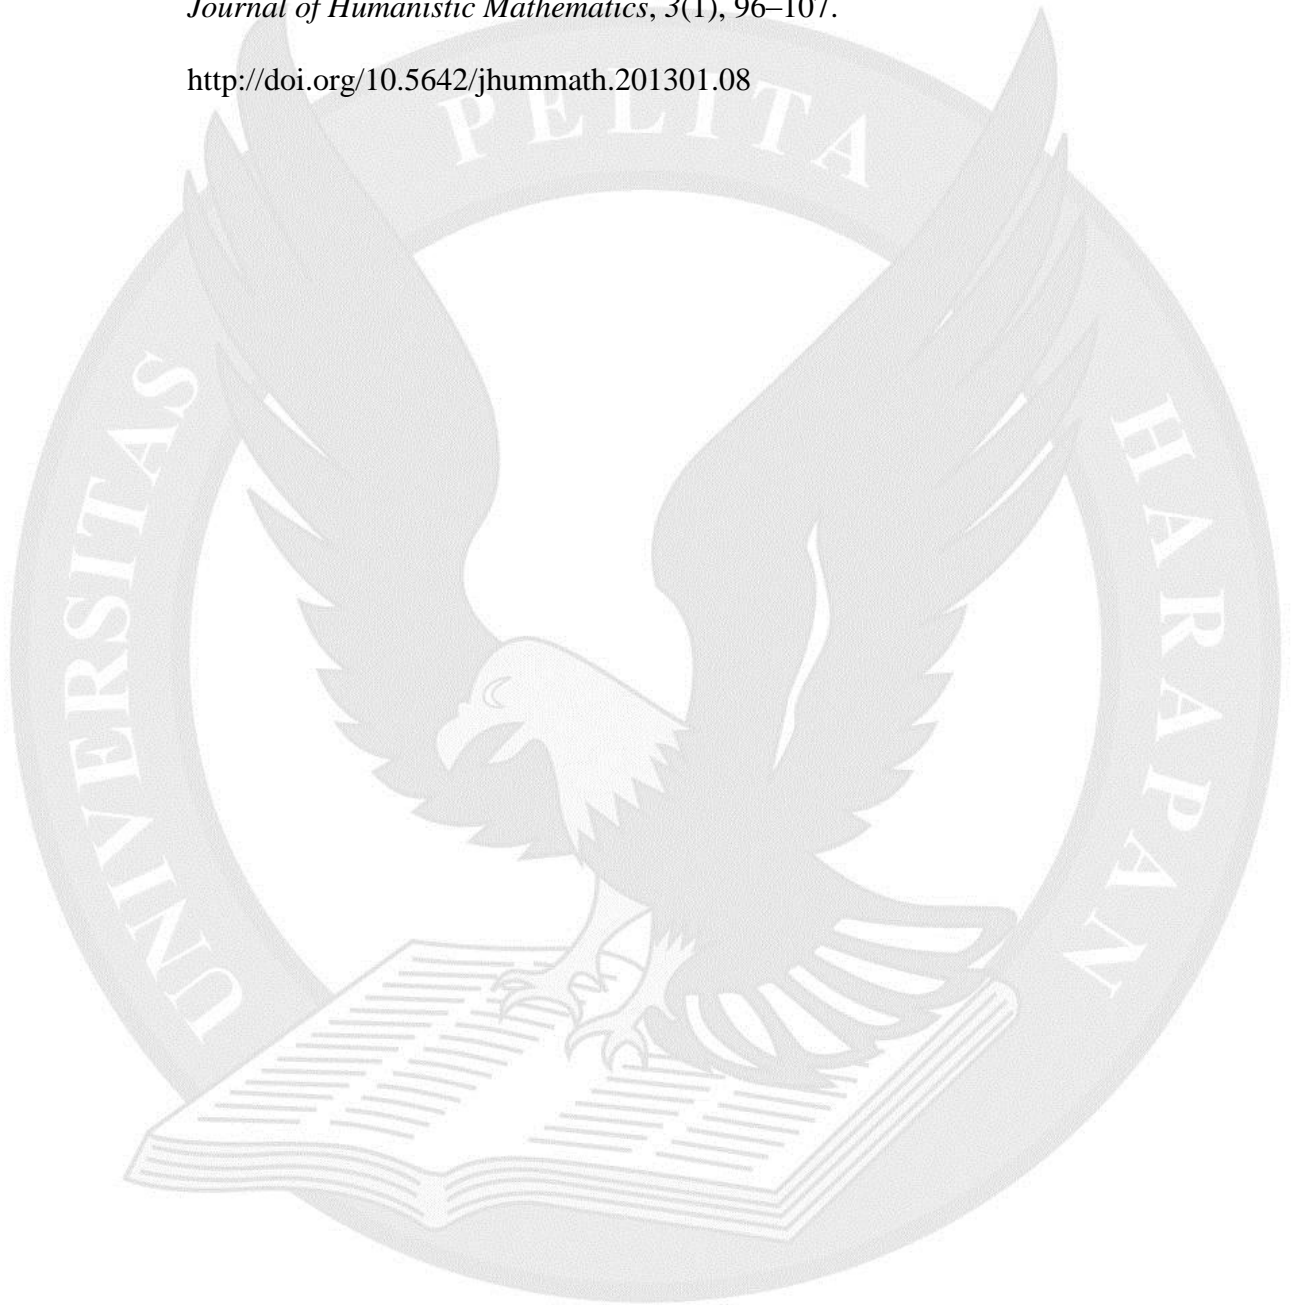 Journal of Humanistic Mathematics, 3(1), 96–107.
http://doi.org/10.5642/jhummath.201301.08
UNIVERSITAS PELITA HARAPAN